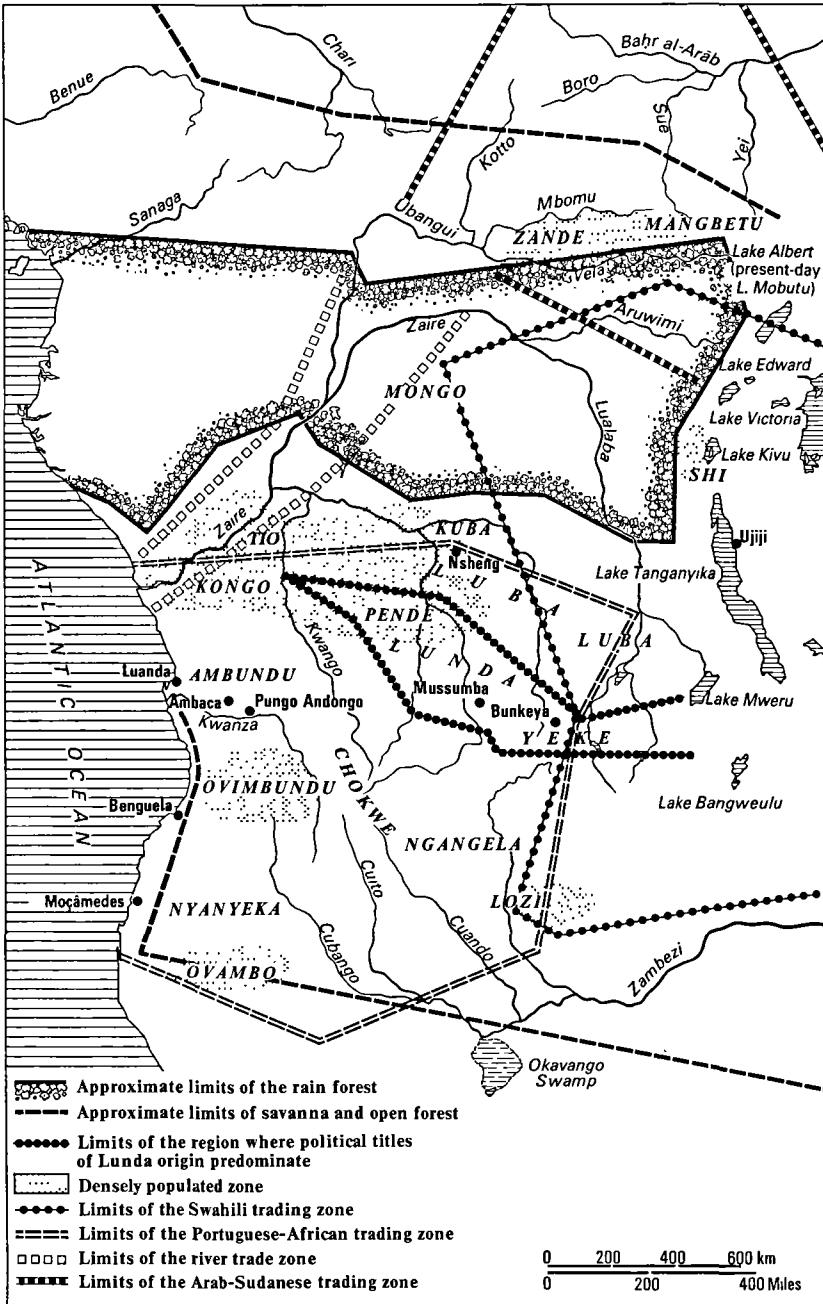 Benue
Chari
Bahr al-Arāb
Boro
Sue
Yei
Kotto
Sanaga
Ubangui
Mbomu
ZANDE
MANGBETU
Vela
Lake Albert
(present-day
L. Mobutu)
Aruwimi
Zaire
Lake Edward
MONGO
Lake Victoria
Lualaba
Lake Kivu
SHI
Zaire
TIO
KUBA
Nsheng
Ujiji
Lake Tanganyika
KONGO
LUBA
PENDE
LUBA
Kwango
LUNDA
Luanda
AMBUNDU
Mussumba
Lake Mweru
Ambaca
Pungo Andongo
Bunkeya
Kwanza
YEKE
ATLANTIC OCEAN
CHOKWE
OVIMBUNDU
Lake Bangweulu
Benguela
NGANGELA
Cuito
Moçâmedes
LOZI
NYANYEKA
Cuando
Cubango
Zambezi
OVAMBO
Okavango
Swamp
Approximate limits of the rain forest
Approximate limits of savanna and open forest
Limits of the region where political titles
of Lunda origin predominate
Densely populated zone
Limits of the Swahili trading zone
Limits of the Portuguese-African trading zone
Limits of the river trade zone
Limits of the Arab-Sudanese trading zone
0 200 400 600 km
0 200 400 Miles